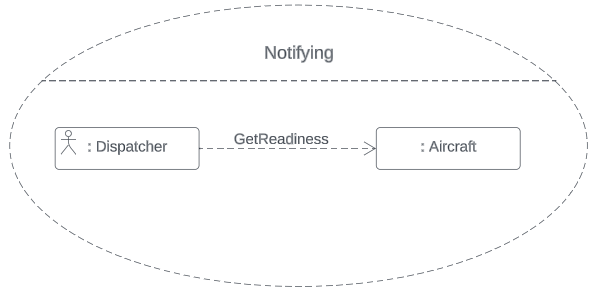 Notifying
: Dispatcher
GetReadiness
: Aircraft